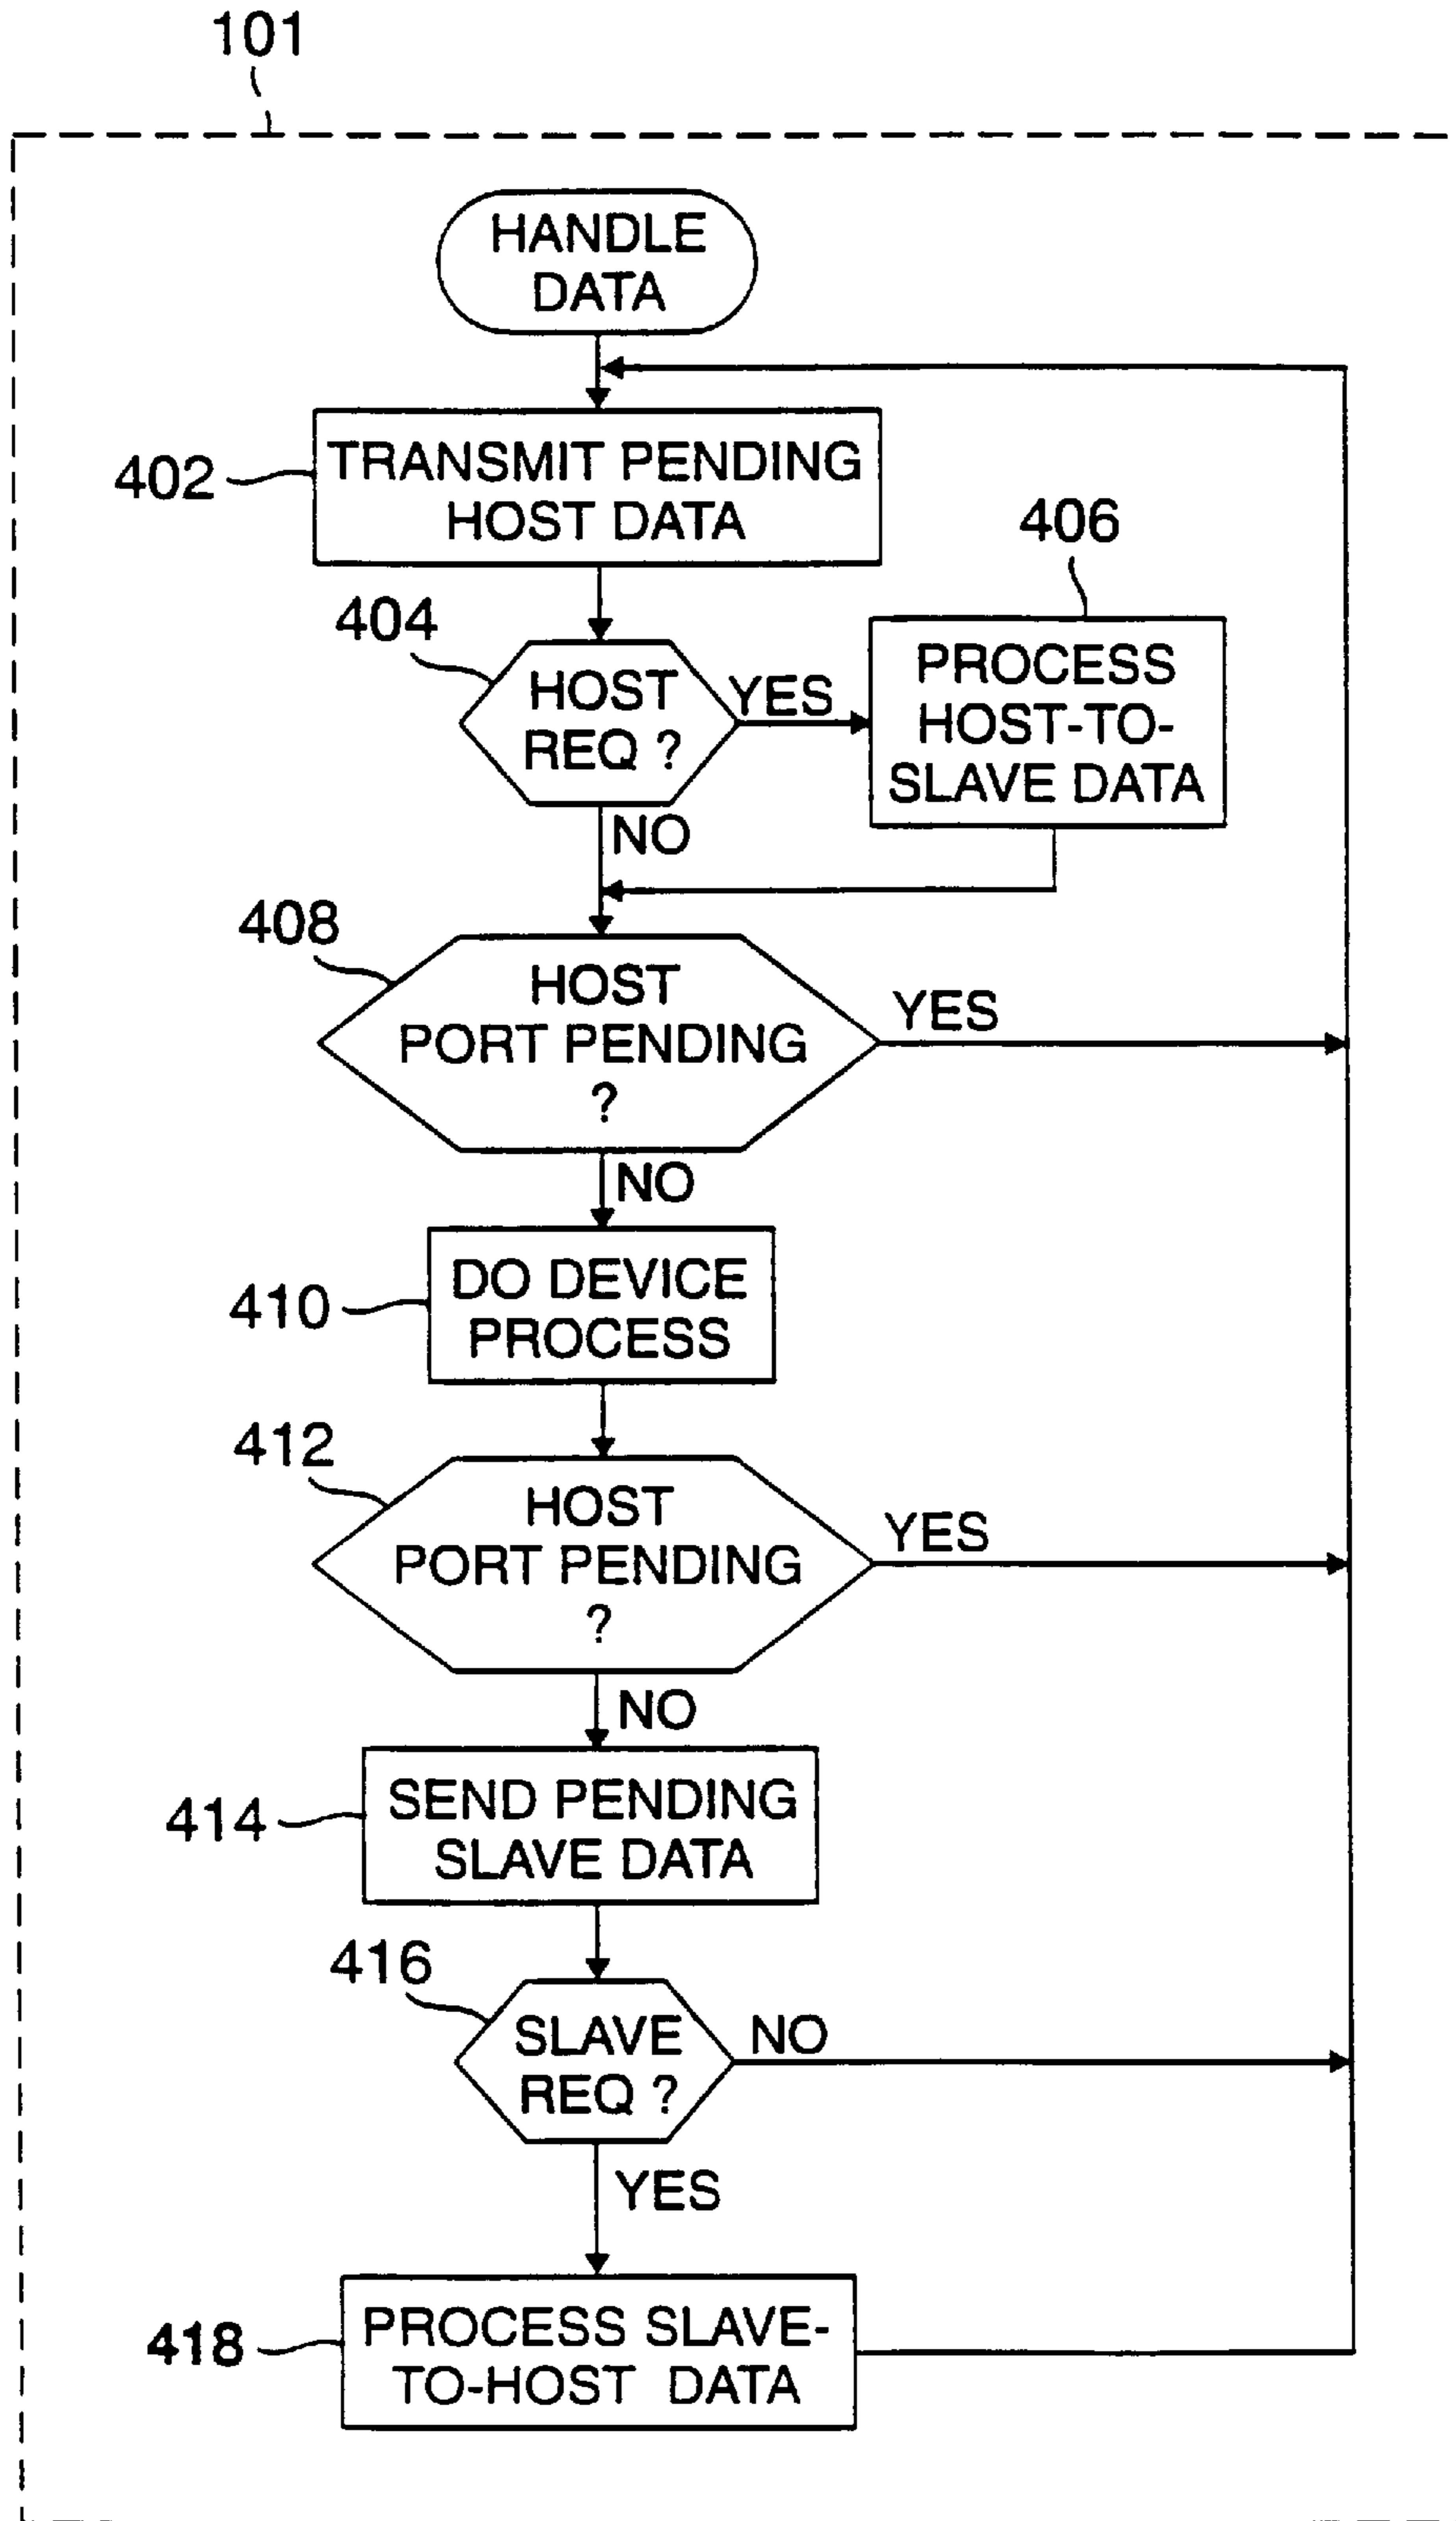 101
HANDLE
DATA
402
TRANSMIT PENDING
HOST DATA
406
404
HOST
REQ ?
YES
PROCESS
HOST-TO-
SLAVE DATA
NO
408
HOST
PORT PENDING
?
YES
NO
410
DO DEVICE
PROCESS
412
HOST
PORT PENDING
?
YES
NO
414
SEND PENDING
SLAVE DATA
416
SLAVE
REQ ?
NO
YES
418
PROCESS SLAVE-
TO-HOST DATA